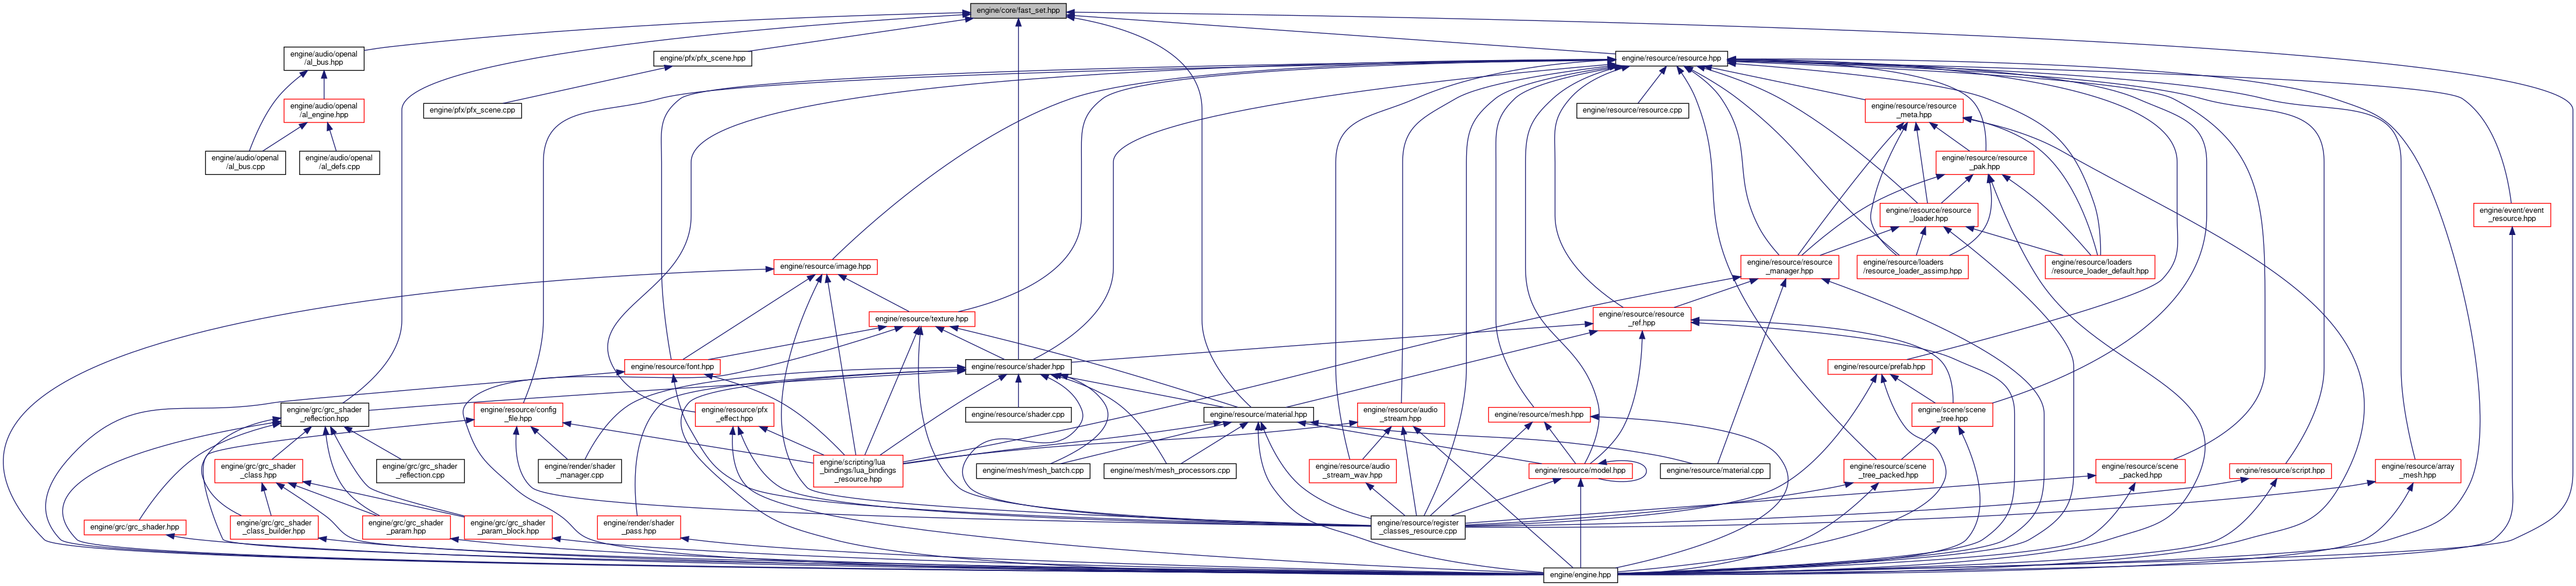 engine/core/fast_set.hpp
engine/audio/openal
/al_bus.hpp
engine/pfx/pfx_scene.hpp
engine/resource/resource.hpp
engine/pfx/pfx_scene.cpp
engine/audio/openal
/al_engine.hpp
engine/resource/resource.cpp
engine/resource/resource
_meta.hpp
engine/audio/openal
/al_bus.cpp
engine/audio/openal
/al_defs.cpp
engine/resource/resource
_pak.hpp
engine/resource/resource
_loader.hpp
engine/event/event
_resource.hpp
engine/resource/image.hpp
engine/resource/resource
_manager.hpp
engine/resource/loaders
/resource_loader_assimp.hpp
engine/resource/loaders
/resource_loader_default.hpp
engine/resource/texture.hpp
engine/resource/resource
_ref.hpp
engine/resource/font.hpp
engine/resource/shader.hpp
engine/resource/prefab.hpp
engine/grc/grc_shader
_reflection.hpp
engine/resource/config
_file.hpp
engine/resource/pfx
_effect.hpp
engine/resource/shader.cpp
engine/resource/material.hpp
engine/resource/audio
_stream.hpp
engine/resource/mesh.hpp
engine/scene/scene
_tree.hpp
engine/grc/grc_shader
_class.hpp
engine/grc/grc_shader
_reflection.cpp
engine/render/shader
_manager.cpp
engine/scripting/lua
_bindings/lua_bindings
_resource.hpp
engine/mesh/mesh_batch.cpp
engine/mesh/mesh_processors.cpp
engine/resource/audio
_stream_wav.hpp
engine/resource/model.hpp
engine/resource/material.cpp
engine/resource/scene
_tree_packed.hpp
engine/resource/scene
_packed.hpp
engine/resource/script.hpp
engine/resource/array
_mesh.hpp
engine/grc/grc_shader.hpp
engine/grc/grc_shader
_class_builder.hpp
engine/grc/grc_shader
_param.hpp
engine/grc/grc_shader
_param_block.hpp
engine/render/shader
_pass.hpp
engine/resource/register
_classes_resource.cpp
engine/engine.hpp